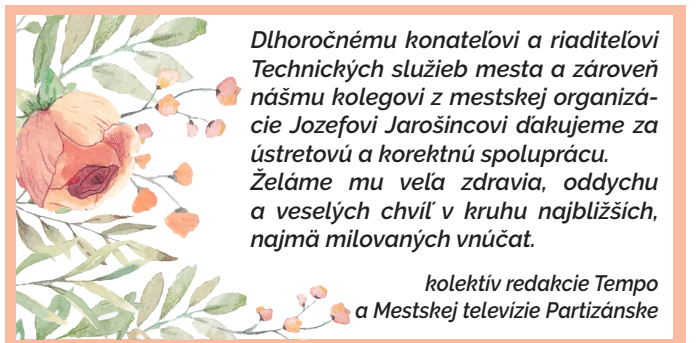 Dlhoročnému konateľovi a riaditeľovi
Technických služieb mesta a zároveň
nášmu kolegovi z mestskej organizá-
cie Jozefovi Jarošincovi ďakujeme za
ústretovú a korektnú spoluprácu.
Želáme mu veľa zdravia, oddychu
a veselých chvíľ v kruhu najbližších,
najmä milovaných vnúčat.
kolektív redakcie Tempo
a Mestskej televízie Partizánske